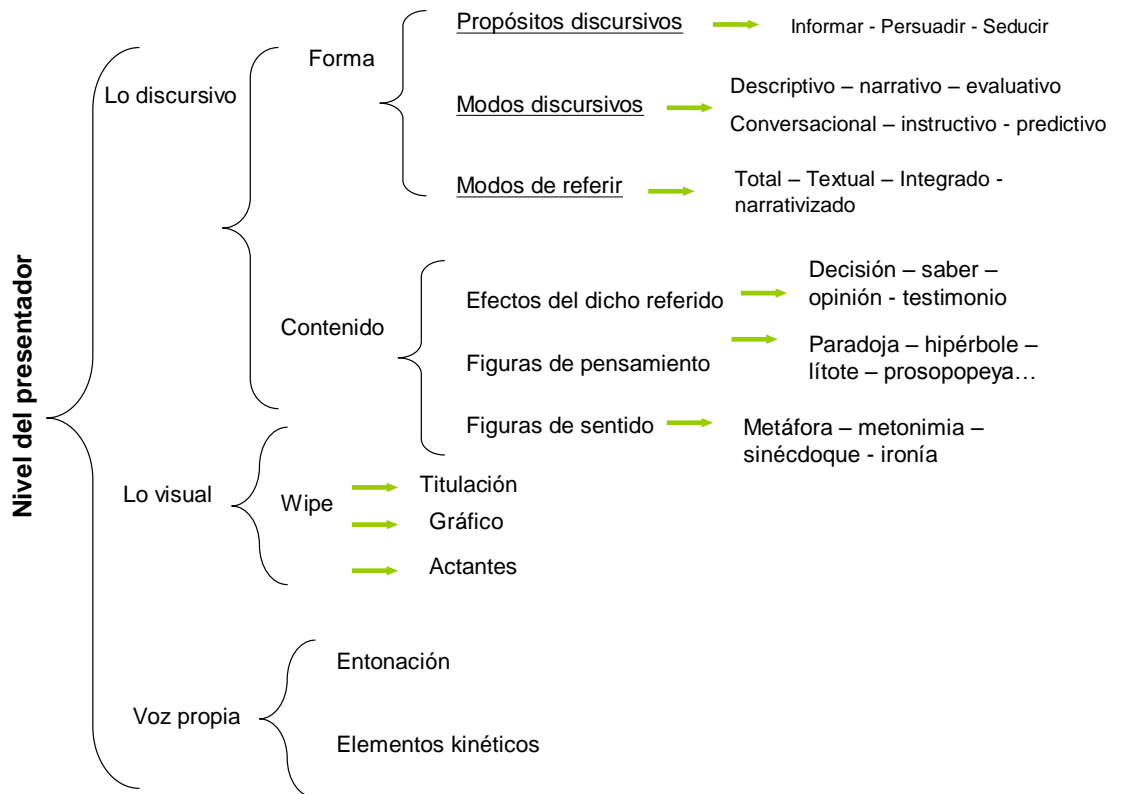 Nivel del presentador
Lo discursivo
Forma
Propósitos discursivos
Informar - Persuadir - Seducir
Modos discursivos
Descriptivo – narrativo – evaluativo
Conversacional – instructivo - predictivo
Modos de referir
Total – Textual – Integrado -
narrativizado
Contenido
Efectos del dicho referido
Decisión – saber –
opinión - testimonio
Figuras de pensamiento
Paradoja – hipérbole –
lítote – prosopopeya…
Figuras de sentido
Metáfora – metonimia –
sinécdoque - ironía
Lo visual
Wipe
Titulación
Gráfico
Actantes
Voz propia
Entonación
Elementos kinéticos